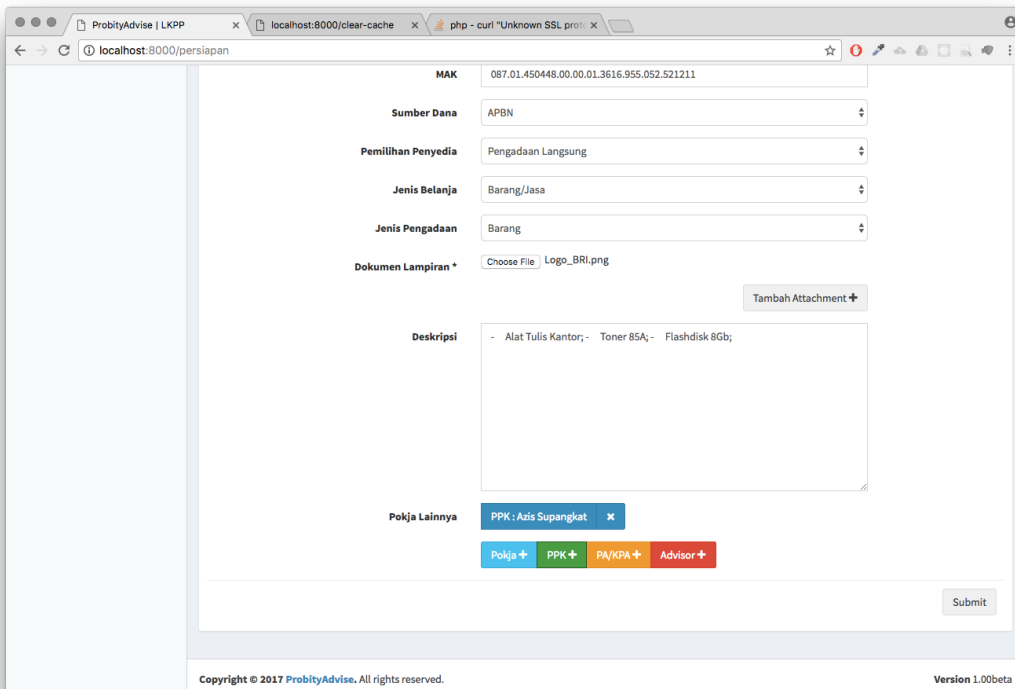 ProbityAdvise | LKPP
localhost:8000/clear-cache
php - curl "Unknown SSL proto
localhost:8000/persiapan
MAK 087.01.450448.00.00.01.3616.955.052.521211
Sumber Dana APBN
Pemilihan Penyedia Pengadaan Langsung
Jenis Belanja Barang/Jasa
Jenis Pengadaan Barang
Dokumen Lampiran * Choose File Logo_BRI.png
Tambah Attachment +
Deskripsi - Alat Tulis Kantor; - Toner 85A; - Flashdisk 8Gb;
Pokja Lainnya PPK : Azis Supangkat ×
Pokja + PPK + PA/KPA + Advisor +
Submit
Copyright © 2017 ProbityAdvise. All rights reserved. Version 1.00beta